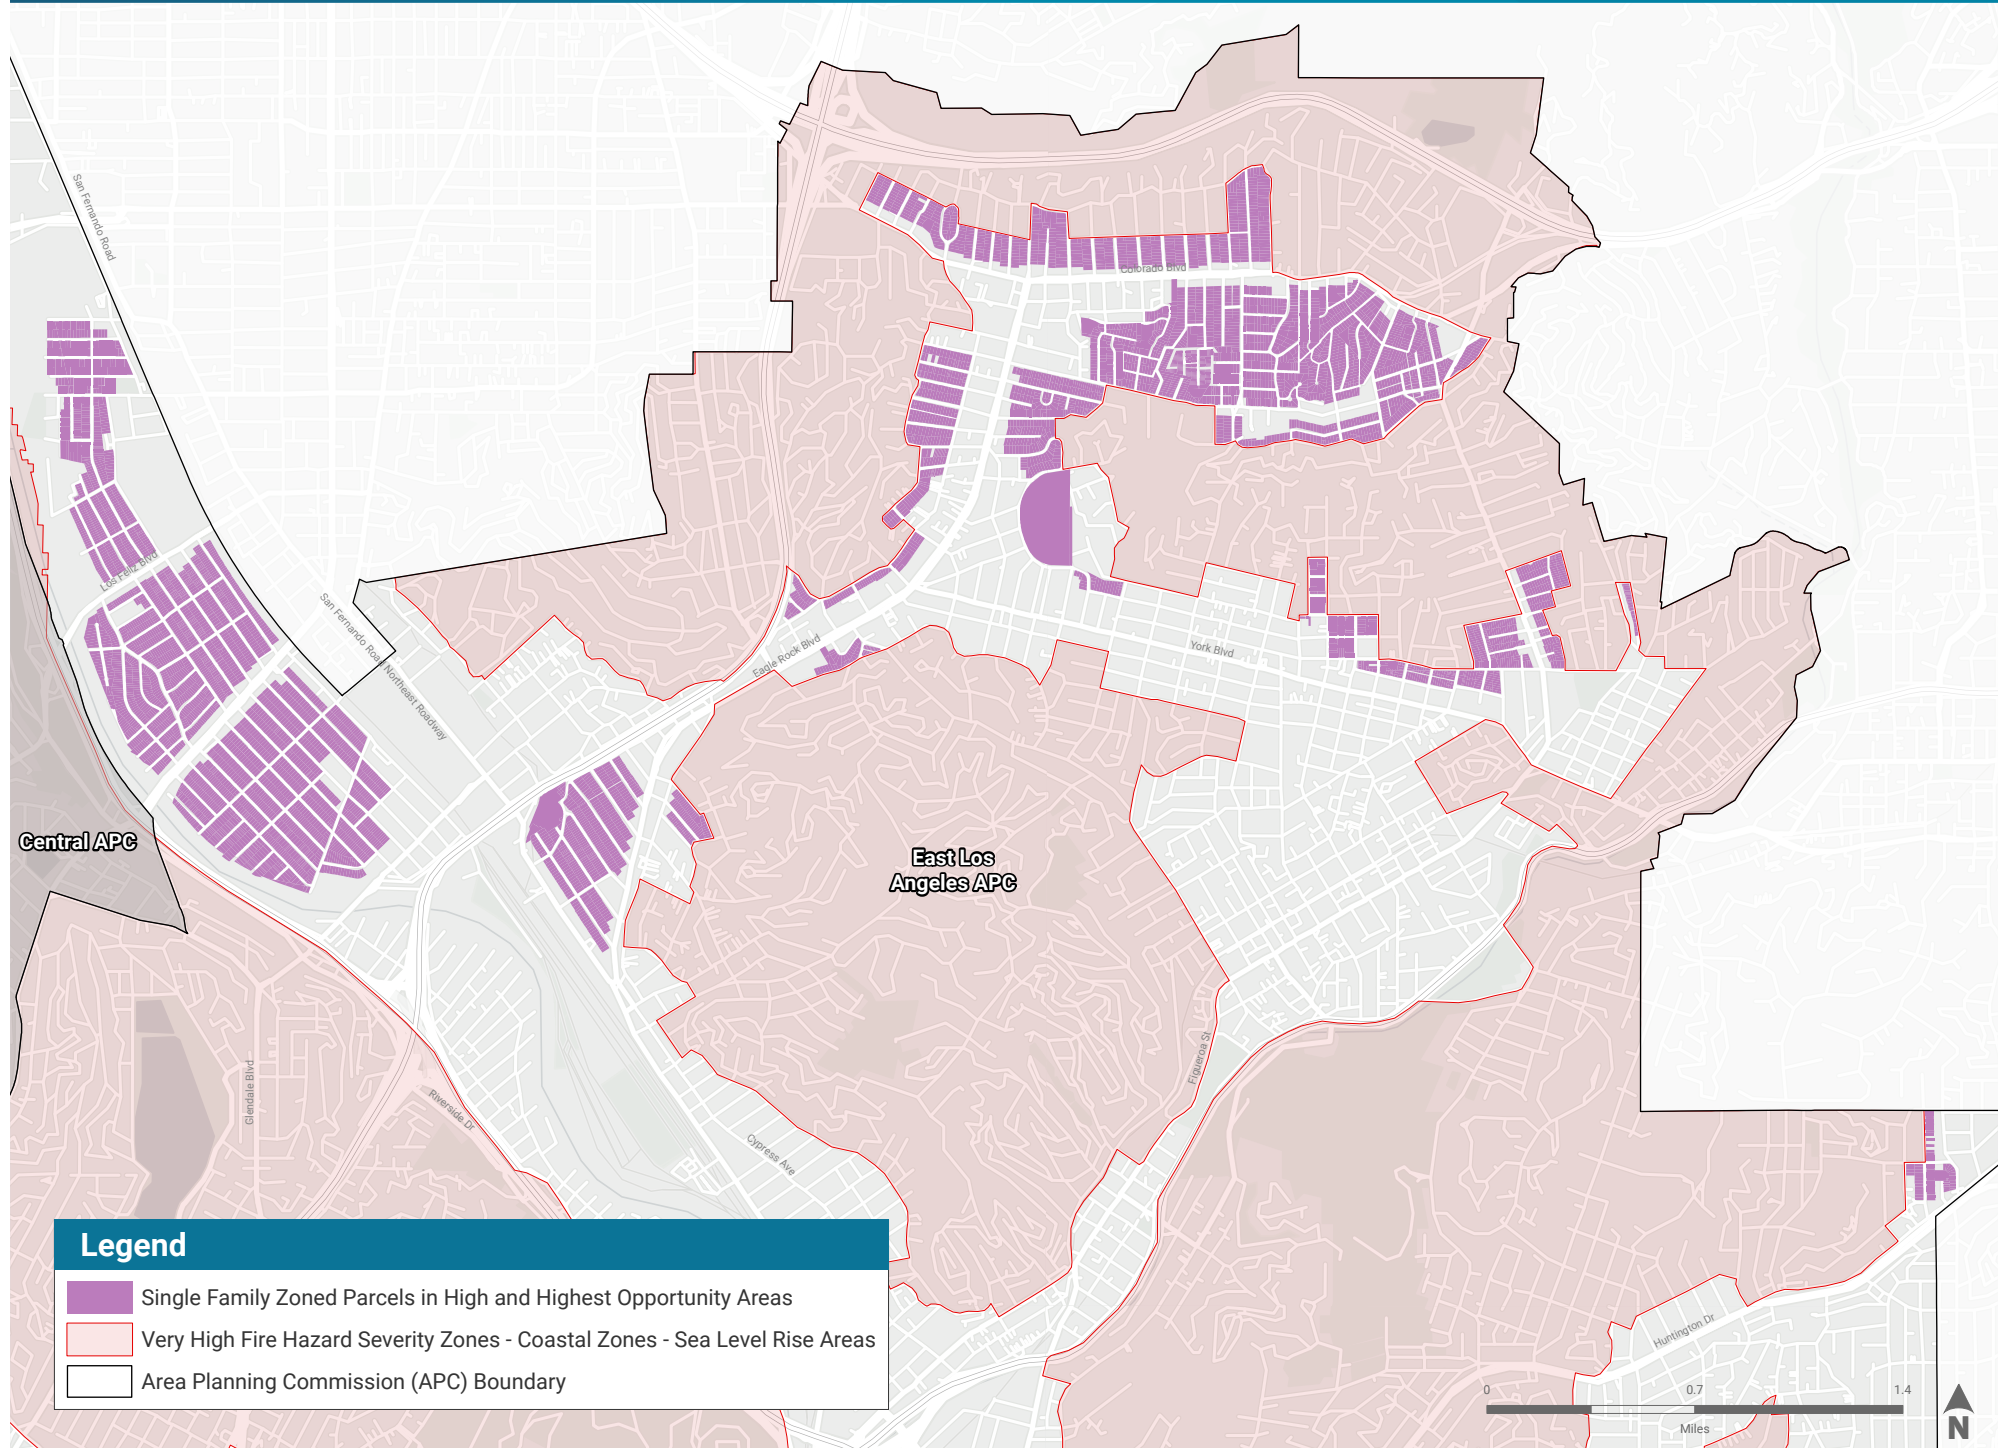 San Fernando Road
Colorado Blvd
Los Feliz Blvd
San Fernando Road Northeast Roadway
Eagle Rock Blvd
York Blvd
Central APC
East Los
Angeles APC
Figueroa St
Glendale Blvd
Riverside Dr
Cypress Ave
Huntington Dr
Legend
Single Family Zoned Parcels in High and Highest Opportunity Areas
Very High Fire Hazard Severity Zones - Coastal Zones - Sea Level Rise Areas
Area Planning Commission (APC) Boundary
0 0.7 1.4
Miles
N